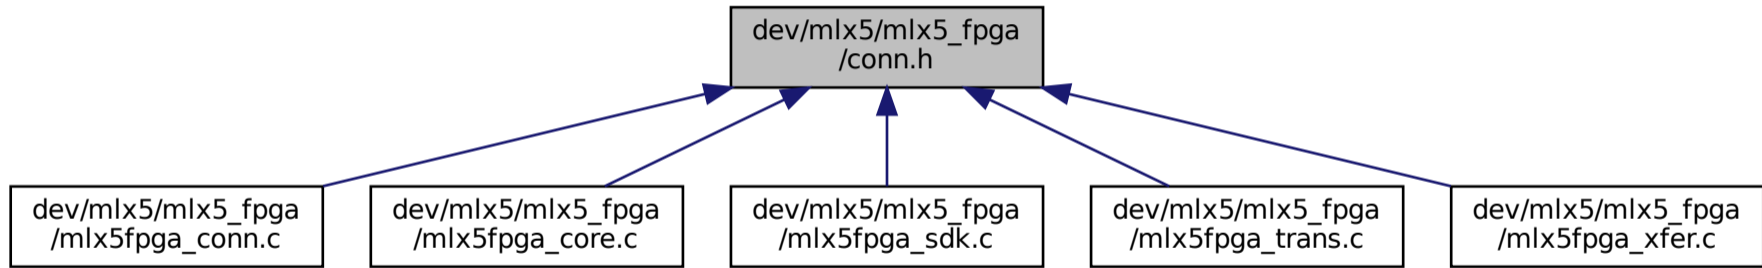 dev/mlx5/mlx5_fpga
/conn.h
dev/mlx5/mlx5_fpga
/mlx5fpga_conn.c
dev/mlx5/mlx5_fpga
/mlx5fpga_core.c
dev/mlx5/mlx5_fpga
/mlx5fpga_sdk.c
dev/mlx5/mlx5_fpga
/mlx5fpga_trans.c
dev/mlx5/mlx5_fpga
/mlx5fpga_xfer.c